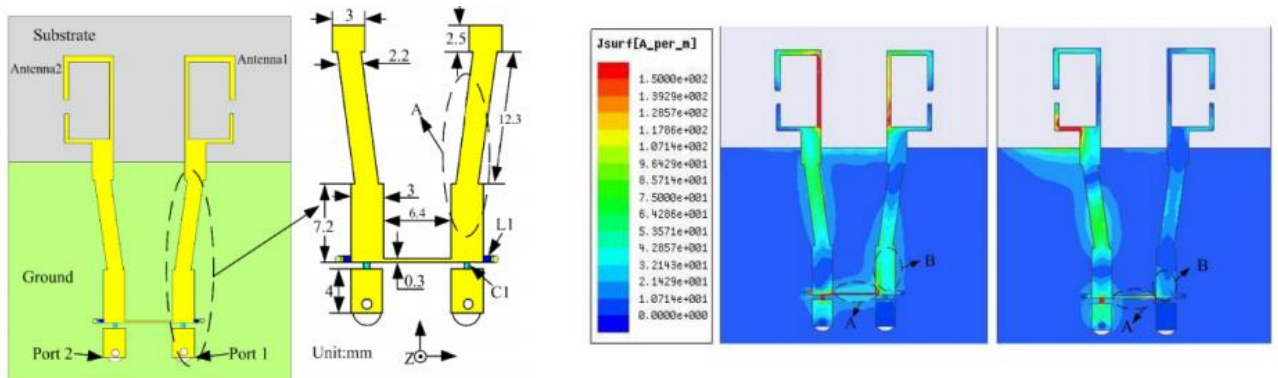 Substrate
Antenna2
Antenna1
Ground
Port 2
Port 1
3
2.5
2.2
A
12.3
3
6.4
7.2
L1
4
0.3
C1
Unit:mm
Z
Jsurf[A_per_m]
1.5000e+002
1.3929e+002
1.2857e+002
1.1786e+002
1.0714e+002
9.6429e+001
8.5714e+001
7.5000e+001
6.4286e+001
5.3571e+001
4.2857e+001
3.2143e+001
2.1429e+001
1.0714e+001
0.0000e+000
B
A
B
A